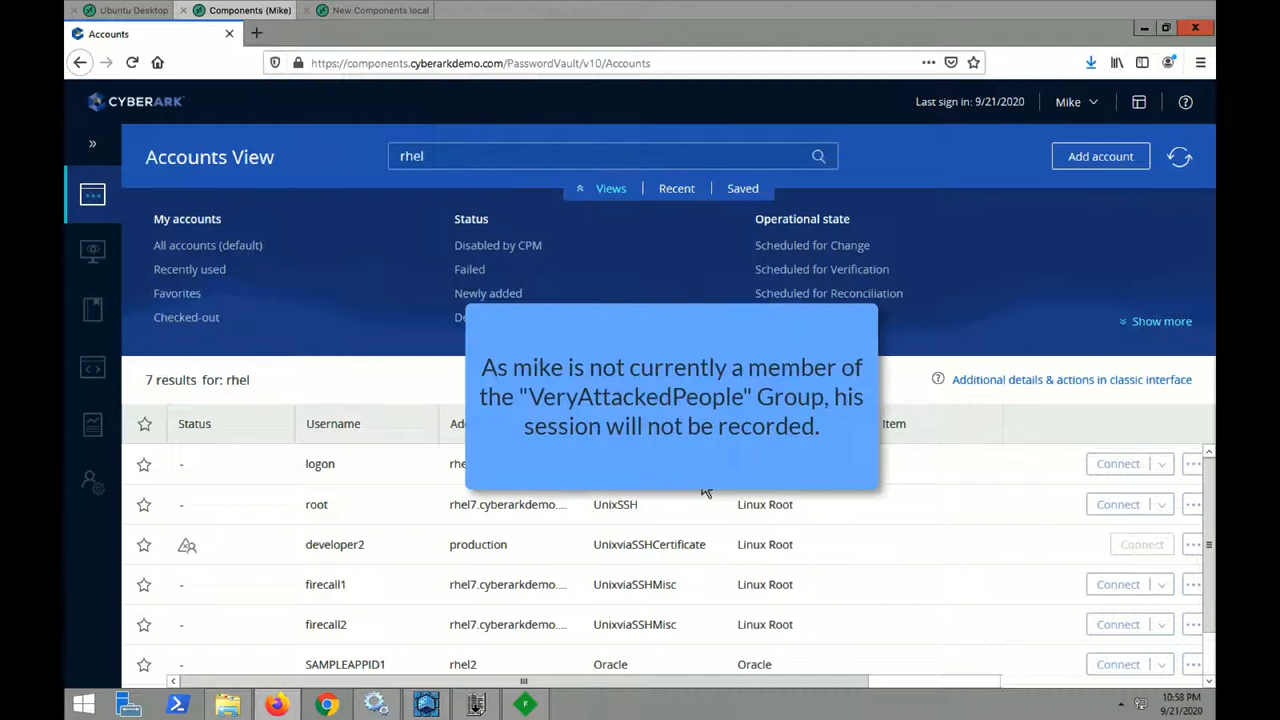 Ubuntu Desktop
Components (Mike)
New Components local
Accounts
https://components.cyberarkdemo.com/PasswordVault/v10/Accounts
CYBERARK
Last sign in: 9/21/2020
Mike
Accounts View
rhel
Add account
Views
Recent
Saved
My accounts
Status
Operational state
All accounts (default)
Disabled by CPM
Scheduled for Change
Recently used
Failed
Scheduled for Verification
Favorites
Newly added
Scheduled for Reconciliation
Checked-out
Show more
As mike is not currently a member of
the "VeryAttackedPeople" Group, his
session will not be recorded.
7 results for: rhel
Additional details & actions in classic interface
Status
Username
logon
Connect
root
rhel7.cyberarkdemo....
UnixSSH
Linux Root
Connect
developer2
production
UnixviaSSHCertificate
Linux Root
Connect
firecall1
rhel7.cyberarkdemo....
UnixviaSSHMisc
Linux Root
Connect
firecall2
rhel7.cyberarkdemo....
UnixviaSSHMisc
Linux Root
Connect
SAMPLEAPPID1
rhel2
Oracle
Oracle
Connect
10:58 PM
9/21/2020